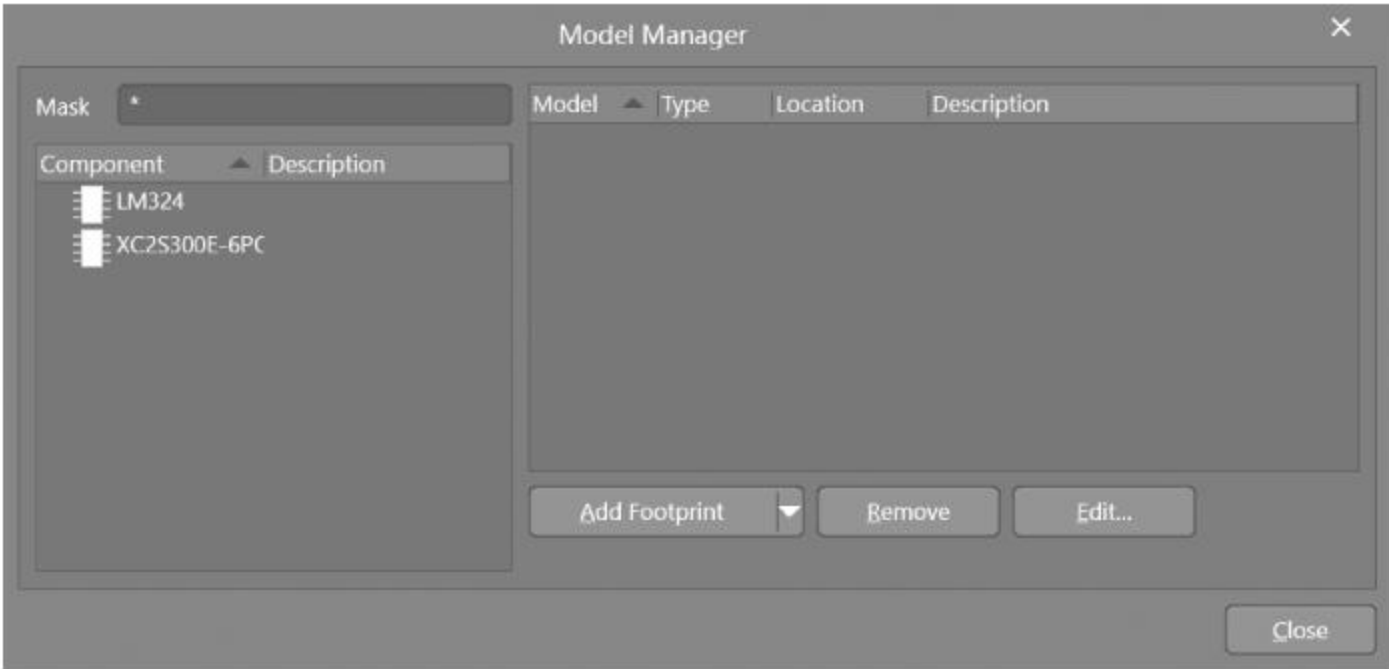 Model Manager
Mask *
Component Description
LM324
XC2S300E-6PC
Model Type Location Description
Add Footprint Remove Edit...
Close